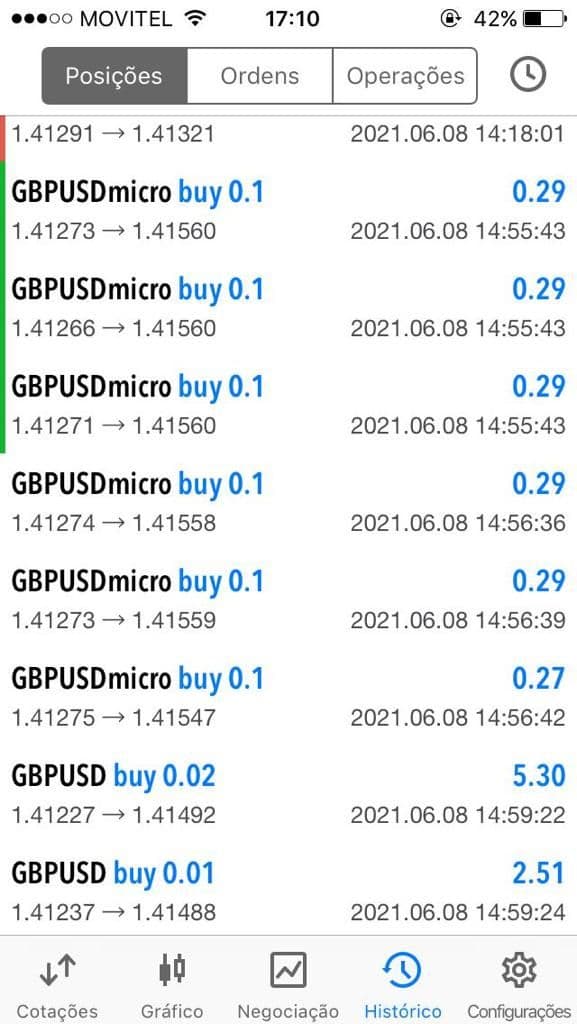 MOVITEL 17:10 42%
Posições Ordens Operações
1.41291 → 1.41321 2021.06.08 14:18:01
GBPUSDmicro buy 0.1 0.29
1.41273 → 1.41560 2021.06.08 14:55:43
GBPUSDmicro buy 0.1 0.29
1.41266 → 1.41560 2021.06.08 14:55:43
GBPUSDmicro buy 0.1 0.29
1.41271 → 1.41560 2021.06.08 14:55:43
GBPUSDmicro buy 0.1 0.29
1.41274 → 1.41558 2021.06.08 14:56:36
GBPUSDmicro buy 0.1 0.29
1.41273 → 1.41559 2021.06.08 14:56:39
GBPUSDmicro buy 0.1 0.27
1.41275 → 1.41547 2021.06.08 14:56:42
GBPUSD buy 0.02 5.30
1.41227 → 1.41492 2021.06.08 14:59:22
GBPUSD buy 0.01 2.51
1.41237 → 1.41488 2021.06.08 14:59:24
Cotações Gráfico Negociação Histórico Configurações